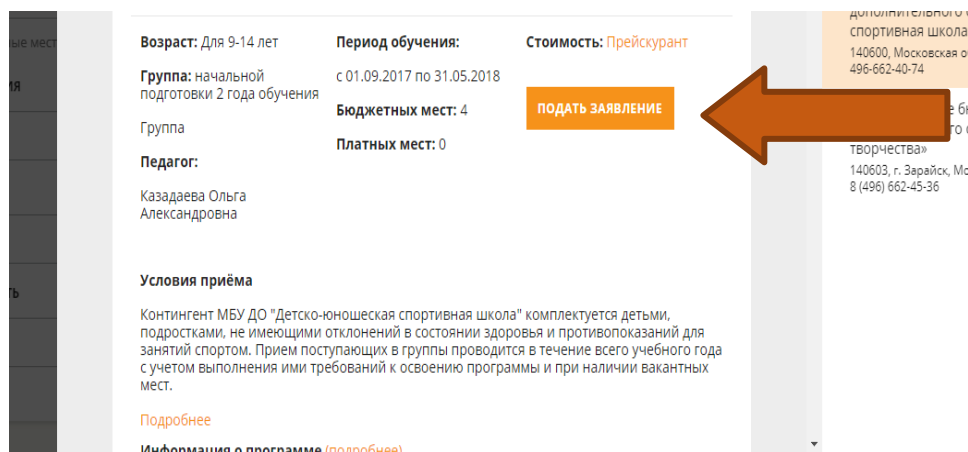 Возраст: Для 9-14 лет
Группа: начальной
подготовки 2 года обучения
Группа
Педагог:
Казадаева Ольга
Александровна
Период обучения:
с 01.09.2017 по 31.05.2018
Бюджетных мест: 4
Платных мест: 0
Стоимость: Прейскурант
ПОДАТЬ ЗАЯВЛЕНИЕ
Условия приёма
Контингент МБУ ДО "Детско-юношеская спортивная школа" комплектуется детьми,
подростками, не имеющими отклонений в состоянии здоровья и противопоказаний для
занятий спортом. Прием поступающих в группы проводится в течение всего учебного года
с учетом выполнения ими требований к освоению программы и при наличии вакантных
мест.
Подробнее
Информация о программе (подробнее)
дополнительного
спортивная школа
140600, Московская
496-662-40-74
творчества»
140603, г. Зарайск,
8 (496) 662-45-36